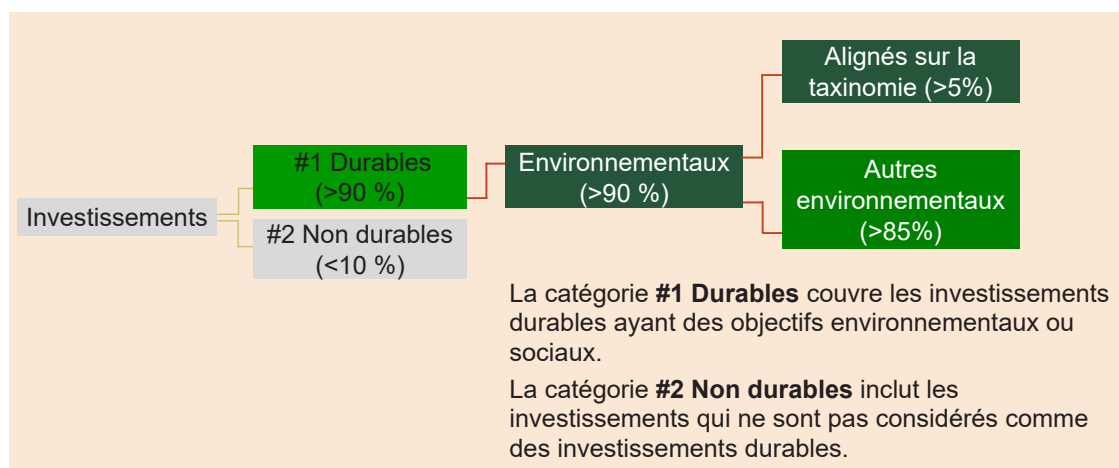 Alignés sur la
taxinomie (>5%)
#1 Durables
(>90 %)
Environnementaux
(>90 %)
Autres
environnementaux
(>85%)
Investissements
#2 Non durables
(<10 %)
La catégorie #1 Durables couvre les investissements
durables ayant des objectifs environnementaux ou
sociaux.
La catégorie #2 Non durables inclut les
investissements qui ne sont pas considérés comme
des investissements durables.